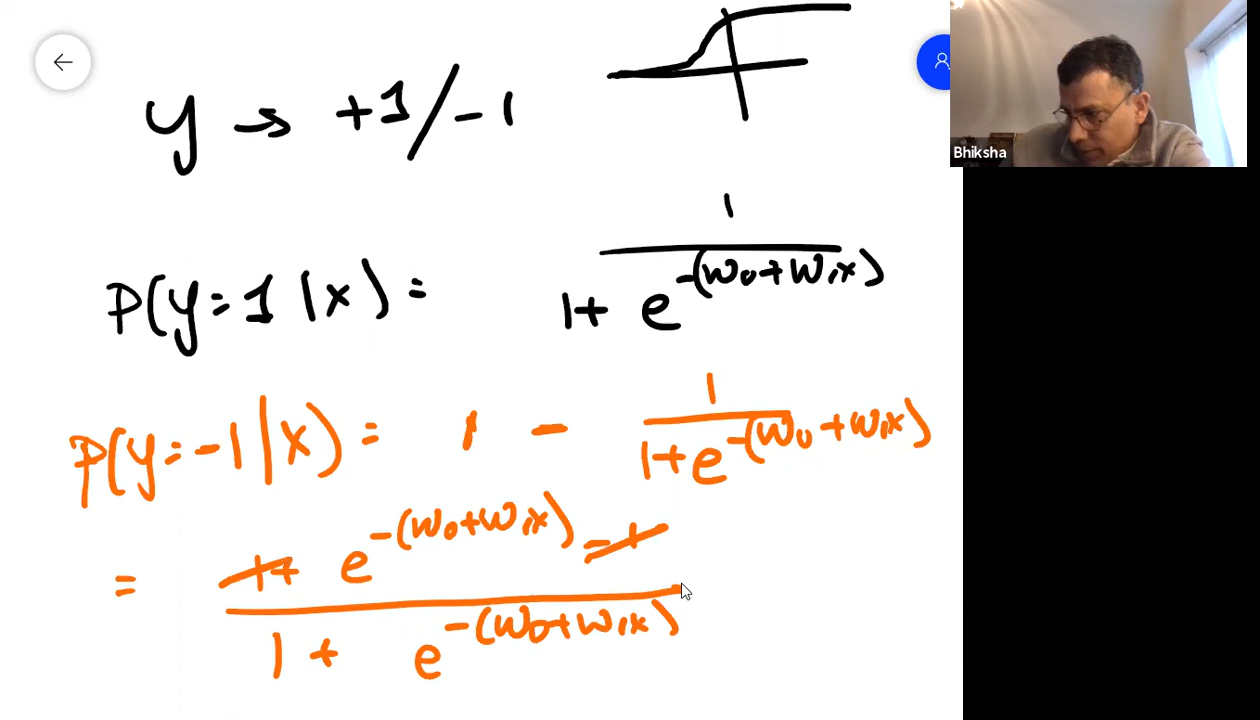 y → +1/-1
Bhiksha
P(y=1|x) = 1 / 1+ e^-(w0+w1x)
P(y=-1|x) = 1 - 1 / 1+e^-(w0+w1x)
= 1+ e^-(w0+w1x) -1 / 1 + e^-(w0+w1x)